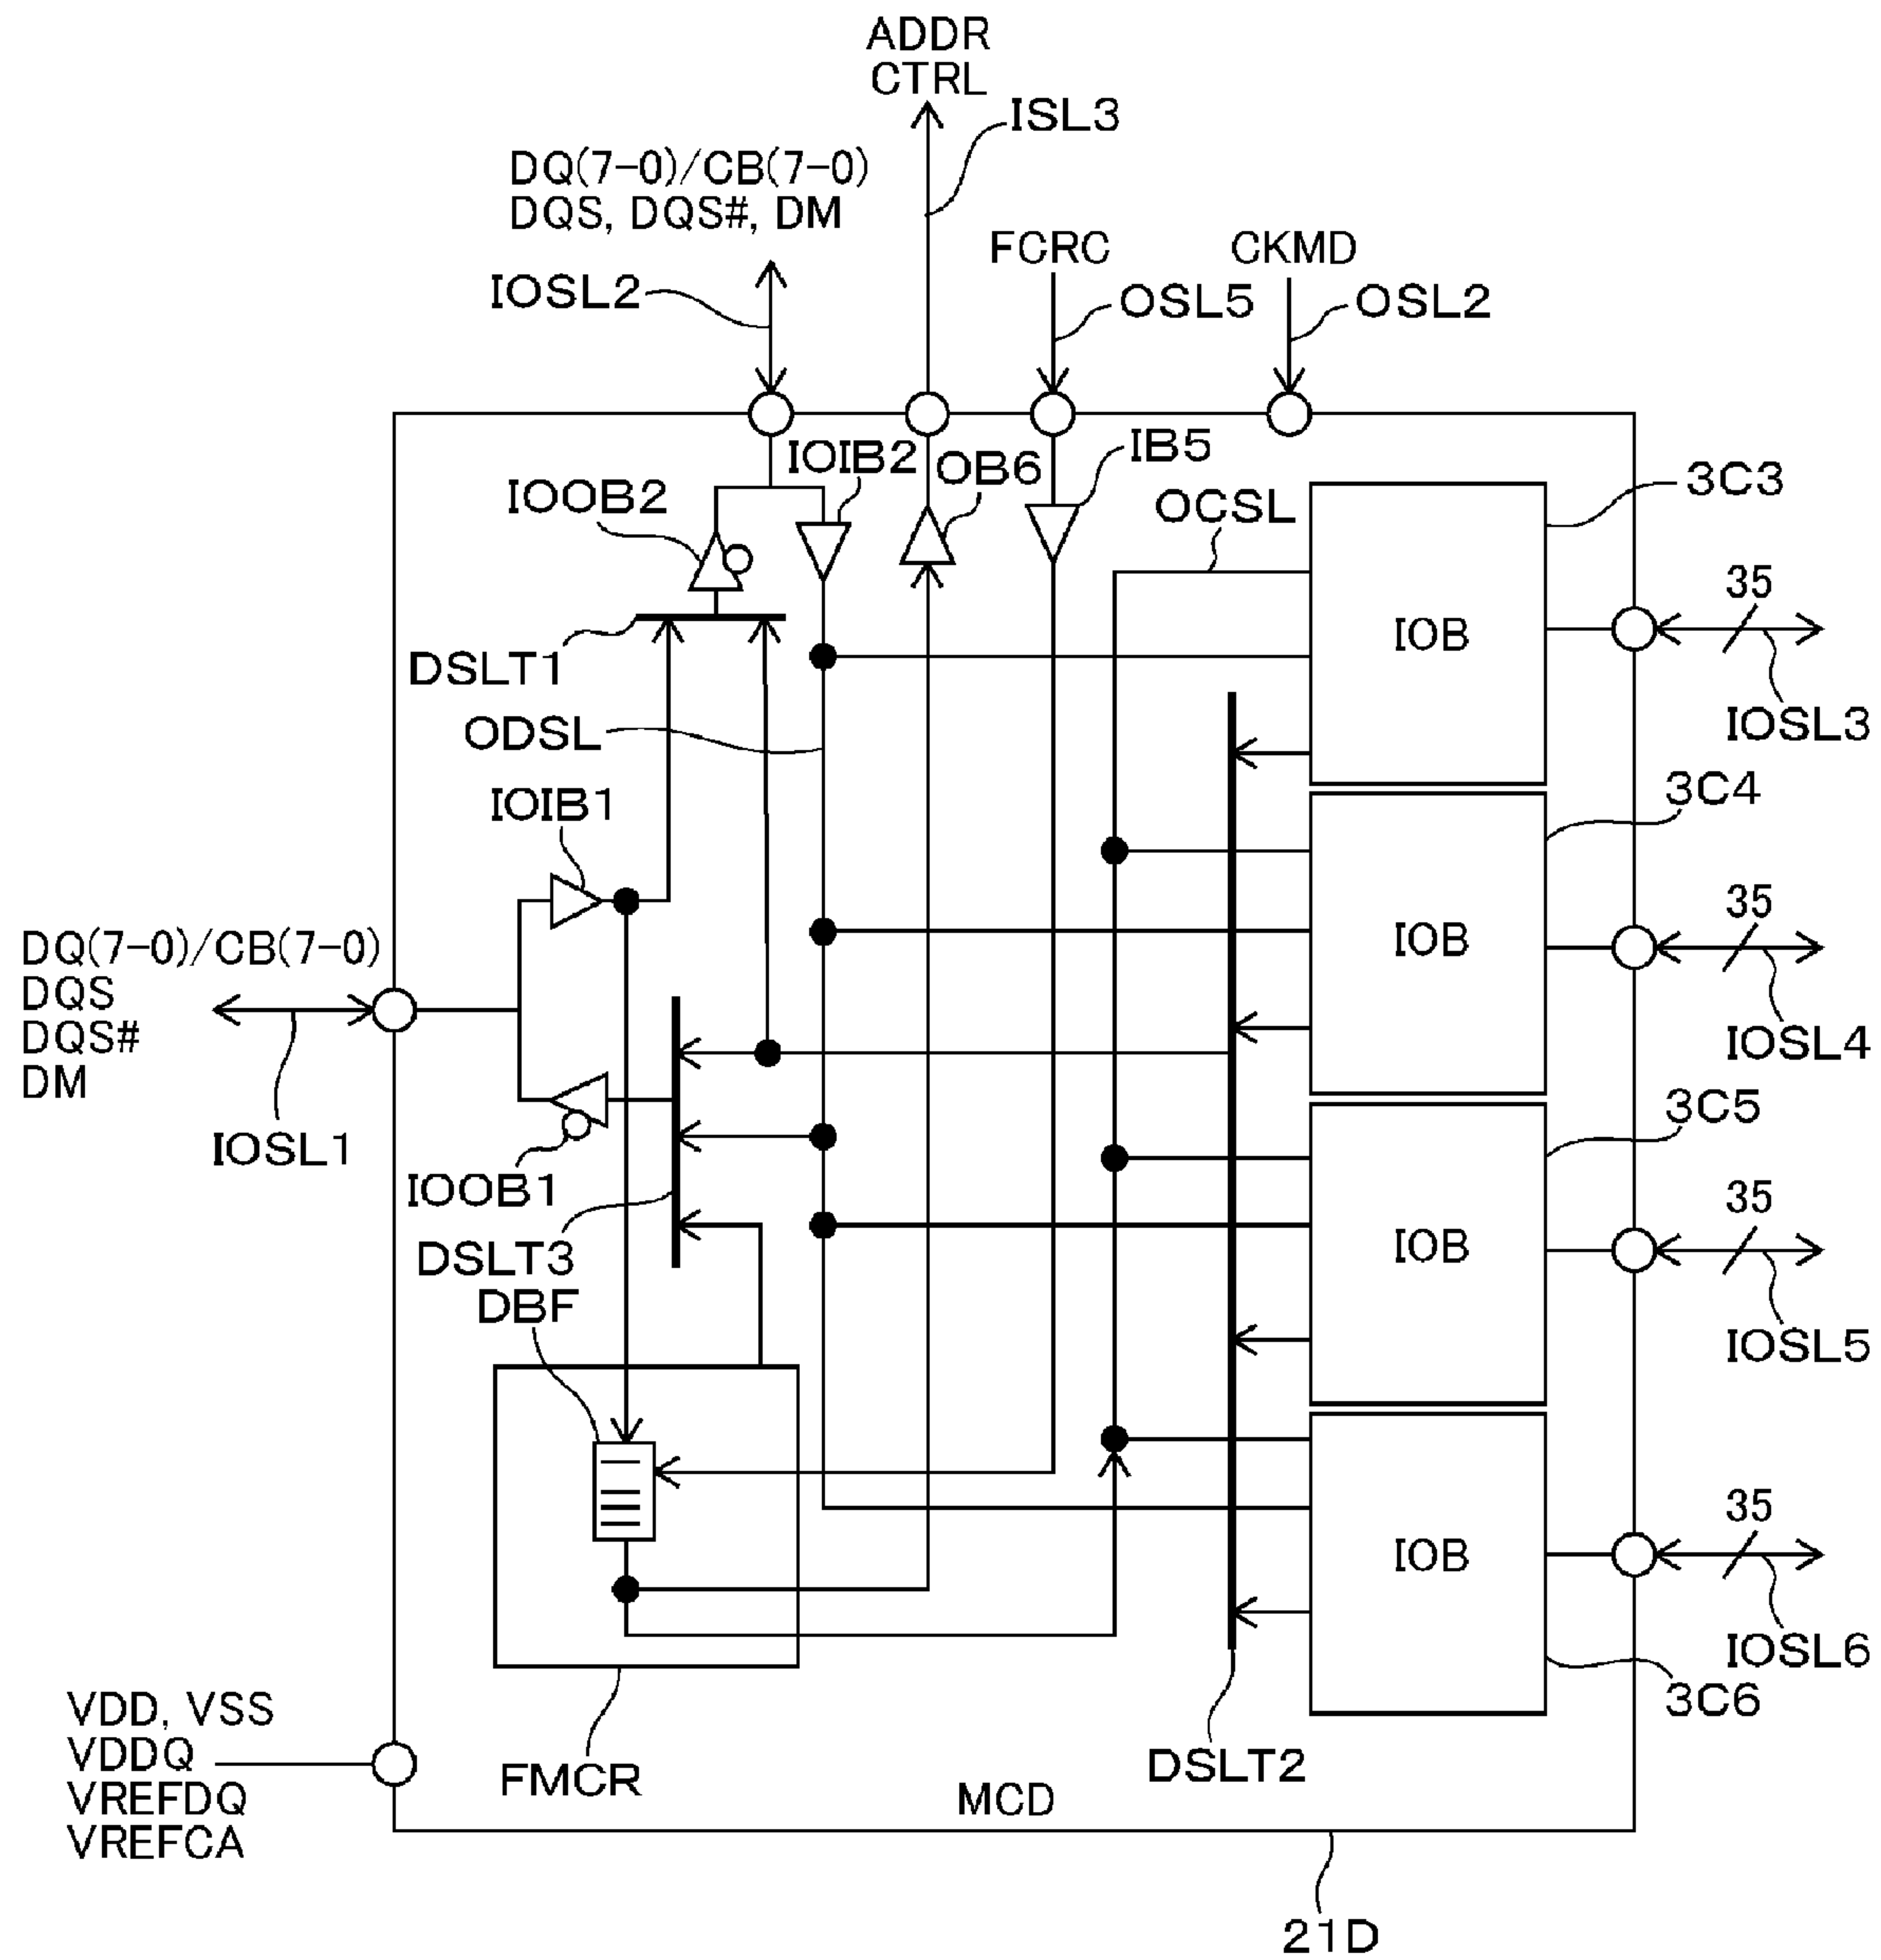 ADDR
CTRL
ISL3
DQ(7-0)/CB(7-0)
DQS, DQS#, DM
FCRC
CKMD
IOSL2
OSL5
OSL2
IOIB2
OB6
IB5
IOOB2
OCSL
3C3
35
IOB
DSLT1
IOSL3
ODSL
3C4
IOIB1
35
DQ(7-0)/CB(7-0)
DQS
DQS#
DM
IOB
IOSL4
3C5
IOSL1
IOOB1
35
DSLT3
IOB
DBF
IOSL5
35
IOB
IOSL6
3C6
VDD, VSS
VDDQ
VREFDQ
VREFCA
FMCR
MCD
DSLT2
21D